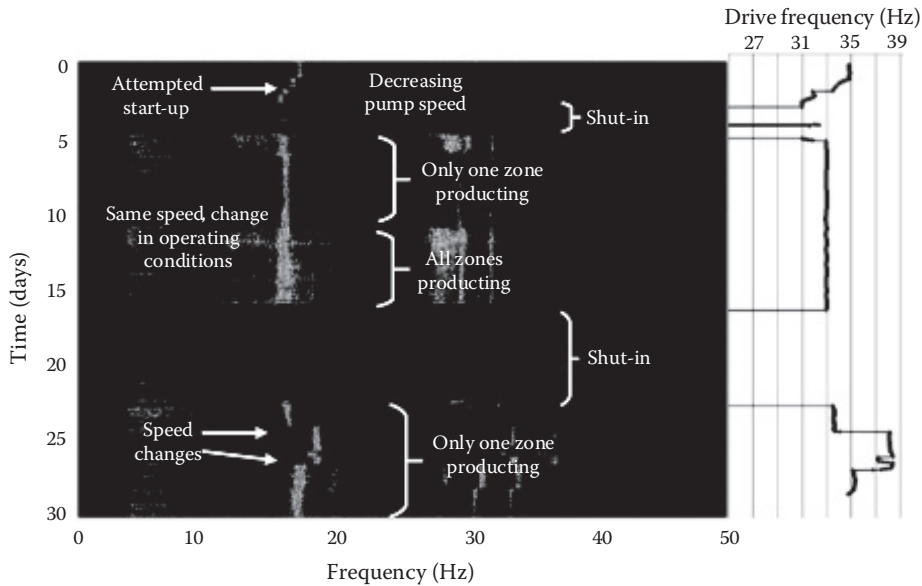 Drive frequency (Hz)
27 31 35 39
0
5
10
15
20
25
30
Time (days)
Attempted
start-up
Decreasing
pump speed
Shut-in
Only one zone
producting
Same speed, change
in operating
conditions
All zones
producting
Shut-in
Speed
changes
Only one zone
producting
0 10 20 30 40 50
Frequency (Hz)